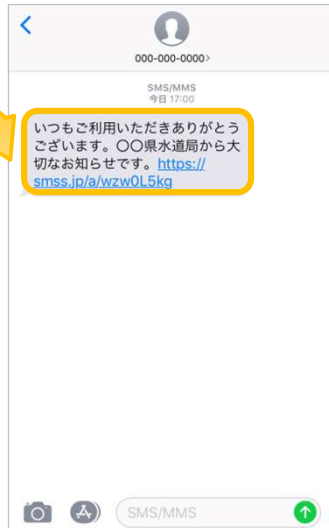 000-000-0000>
SMS/MMS
今日 17:00
いつもご利用いただきありがとう
ございます。〇〇県水道局から大
切なお知らせです。https://
smss.jp/a/wzw0L5kg
SMS/MMS